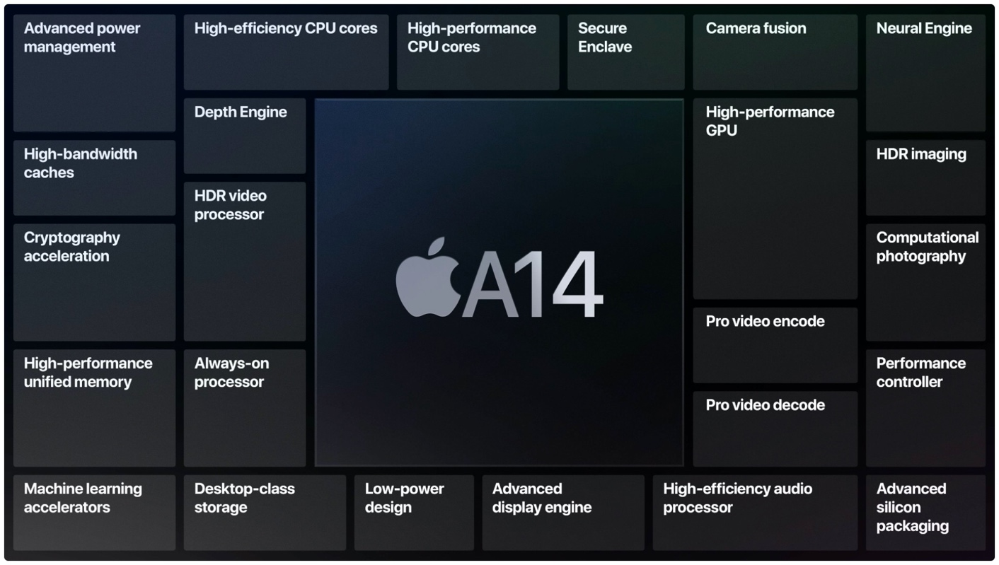 Advanced power
management
High-efficiency CPU cores
High-performance
CPU cores
Secure
Enclave
Camera fusion
Neural Engine
Depth Engine
High-performance
GPU
High-bandwidth
caches
HDR imaging
HDR video
processor
Cryptography
acceleration
Computational
photography
A14
Pro video encode
High-performance
unified memory
Always-on
processor
Performance
controller
Pro video decode
Machine learning
accelerators
Desktop-class
storage
Low-power
design
Advanced
display engine
High-efficiency audio
processor
Advanced
silicon
packaging